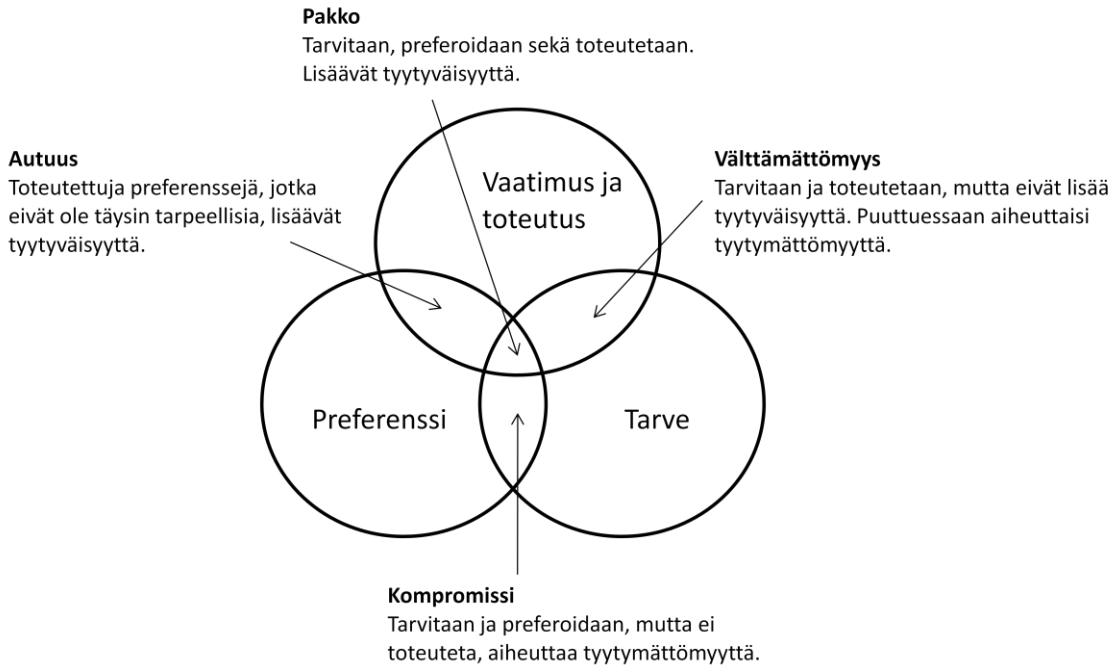 Pakko
Tarvitaan, preferoidaan sekä toteutetaan.
Lisäävät tyytyväisyyttä.
Autuus
Toteutettuja preferenssejä, jotka
eivät ole täysin tarpeellisia, lisäävät
tyytyväisyyttä.
Vaatimus ja
toteutus
Välttämättömyys
Tarvitaan ja toteutetaan, mutta eivät lisää
tyytyväisyyttä. Puuttuessaan aiheuttaisi
tyytymättömyyttä.
Preferenssi
Tarve
Kompromissi
Tarvitaan ja preferoidaan, mutta ei
toteuteta, aiheuttaa tyytymättömyyttä.